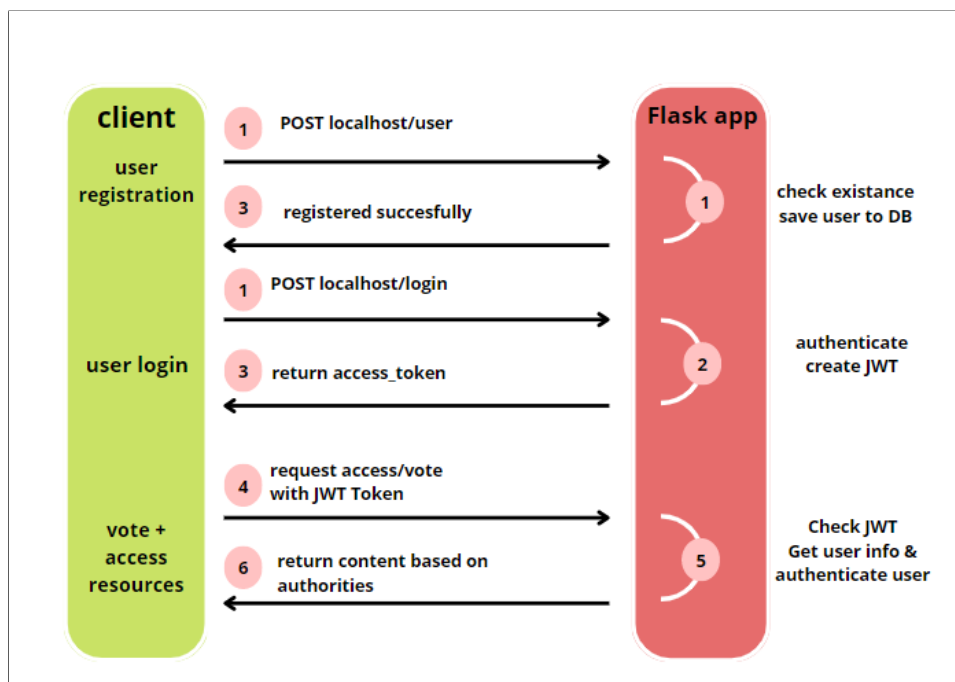 client
Flask app
1
POST localhost/user
user
registration
1
check existance
save user to DB
3
registered succesfully
1
POST localhost/login
user login
2
authenticate
create JWT
3
return access_token
4
request access/vote
with JWT Token
vote +
access
resources
5
Check JWT
Get user info &
authenticate user
6
return content based on
authorities